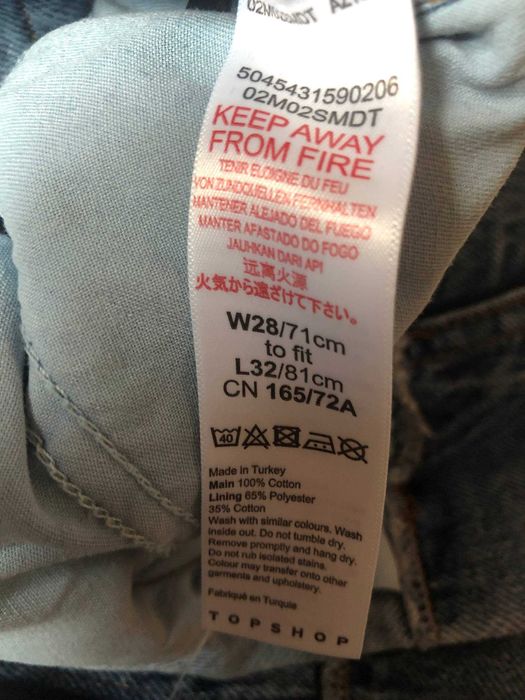 02M02SMDT
5045431590206
02M02SMDT
KEEP AWAY
FROM FIRE
TENIR ELOIGNE DU FEU
VON ZUNDQUELLEN FERNHALTEN
MANTENER ALEJADO DEL FUEGO
MANTER AFASTADO DO FOGO
JAUHKAN DARI API
远离火源
火気から遠ざけて下さい。
W28/71cm
to fit
L32/81cm
CN 165/72A
40
Made in Turkey
Main 100% Cotton
Lining 65% Polyester
35% Cotton
Wash with similar colours. Wash
inside out. Do not tumble dry.
Remove promptly and hang dry.
Do not rub isolated stains.
Colour may transfer onto other
garments and upholstery.
Fabriqué en Turquie
TOPSHOP